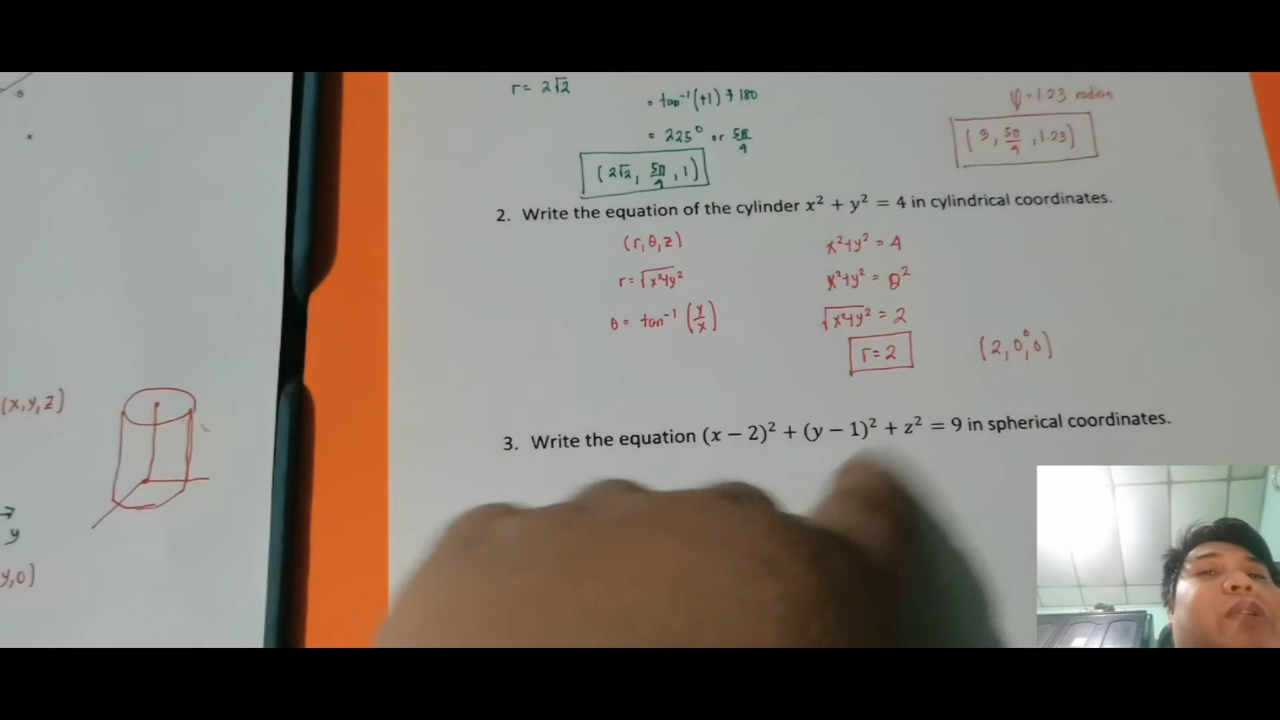 r = 2√2
= tan⁻¹(+1) + 180
= 225° or 5π/4
(2√2, 5π/4, 1)
φ = 1.23 radian
(3, 5π/4, 1.23)
2. Write the equation of the cylinder x² + y² = 4 in cylindrical coordinates.
(r, θ, z)
r = √x²+y²
θ = tan⁻¹ (y/x)
x²+y² = 4
x²+y² = 2²
√x²+y² = 2
r = 2
(2, 0°, 0)
3. Write the equation (x − 2)² + (y − 1)² + z² = 9 in spherical coordinates.
(x, y, z)
y
y, 0)